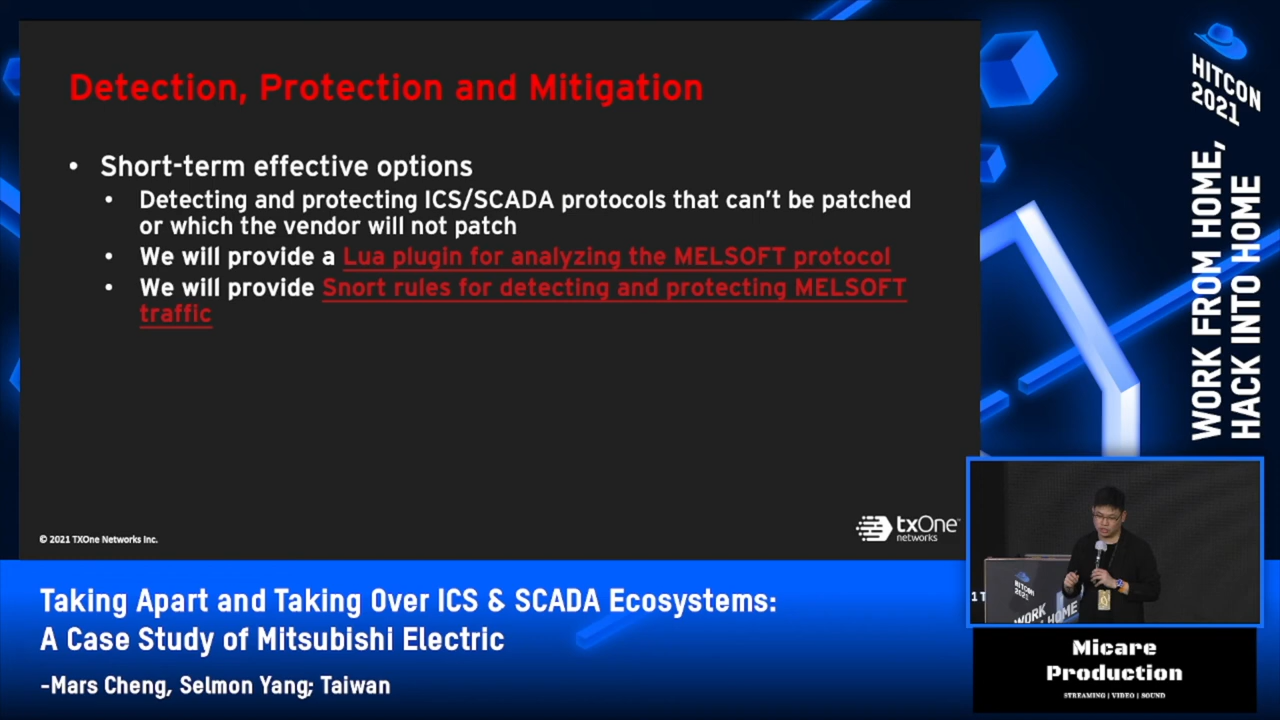 Detection, Protection and Mitigation
• Short-term effective options
• Detecting and protecting ICS/SCADA protocols that can't be patched
or which the vendor will not patch
• We will provide a Lua plugin for analyzing the MELSOFT protocol
• We will provide Snort rules for detecting and protecting MELSOFT
traffic
© 2021 TXOne Networks Inc.
txOne
networks
HITCON
2021
WORK FROM HOME,
HACK INTO HOME
HITCON
2021
WORK
HOME
Taking Apart and Taking Over ICS & SCADA Ecosystems:
A Case Study of Mitsubishi Electric
-Mars Cheng, Selmon Yang; Taiwan
Micare
Production
STREAMING | VIDEO | SOUND